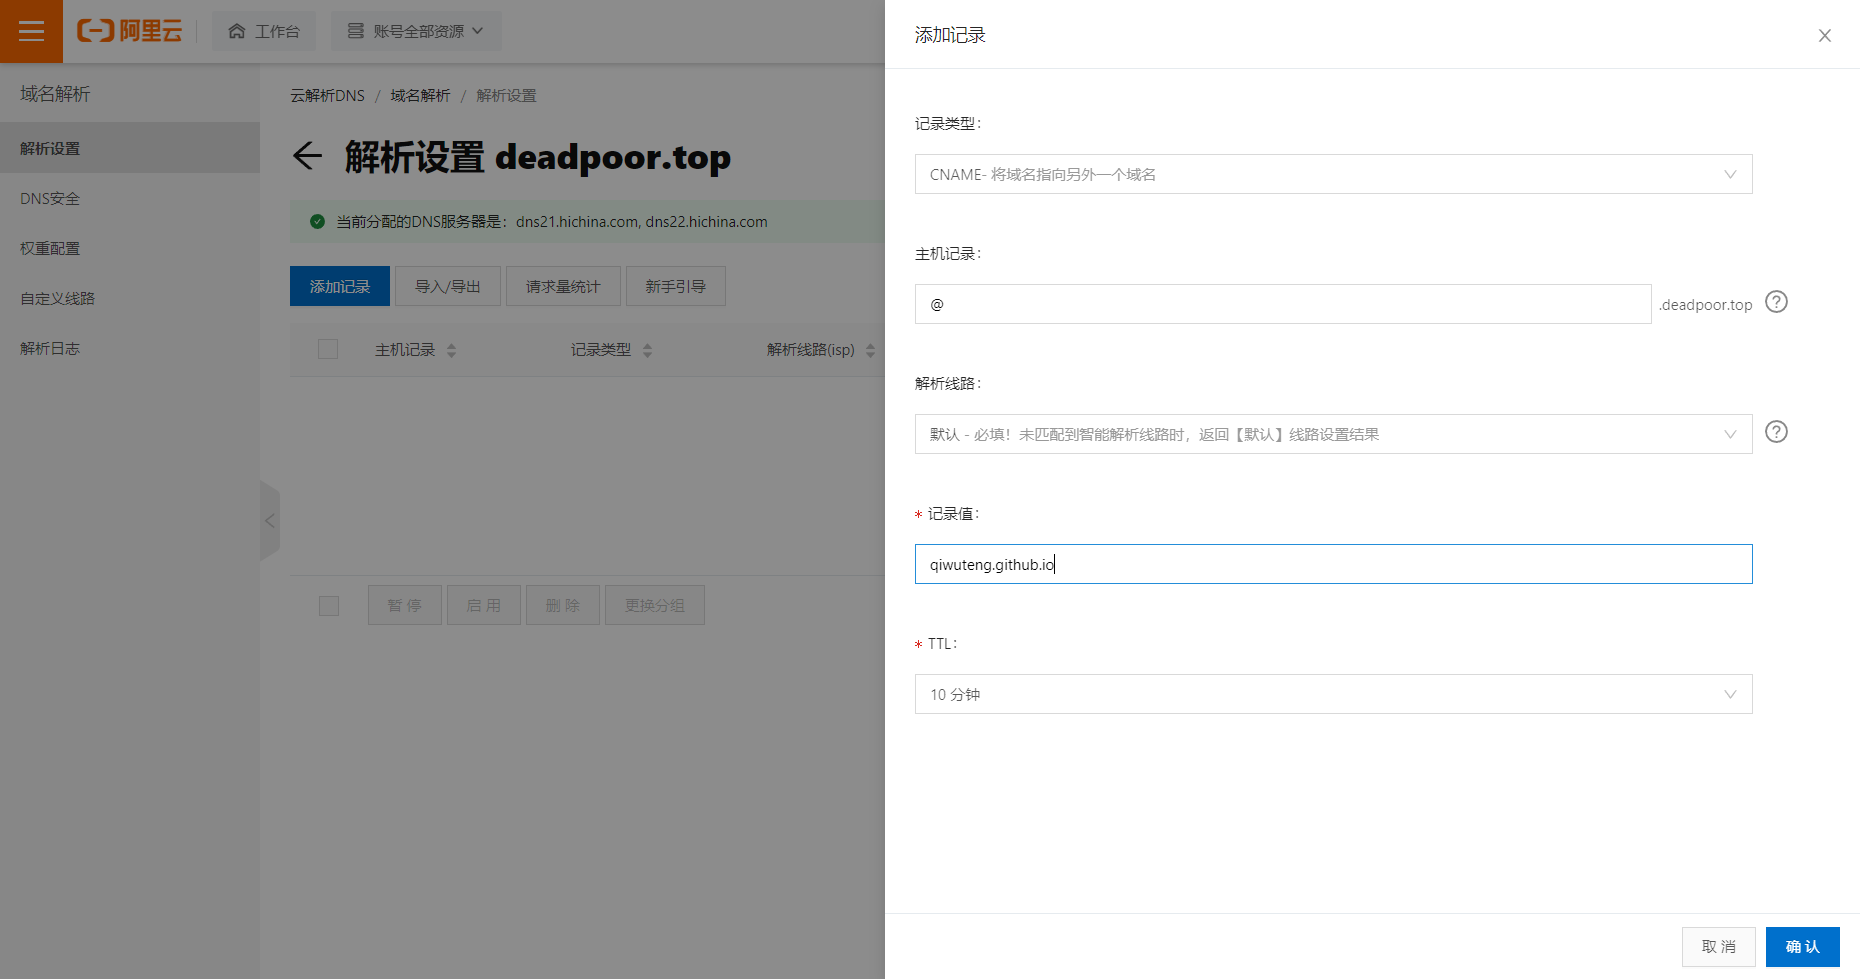 阿里云
工作台
账号全部资源
域名解析
解析设置
DNS安全
权重配置
自定义线路
解析日志
云解析DNS / 域名解析 / 解析设置
解析设置 deadpoor.top
当前分配的DNS服务器是：dns21.hichina.com, dns22.hichina.com
添加记录 导入/导出 请求量统计 新手引导
主机记录 记录类型 解析线路(isp)
暂 停 启 用 删 除 更换分组
添加记录
记录类型：
CNAME- 将域名指向另外一个域名
主机记录：
@ .deadpoor.top
解析线路：
默认 - 必填！未匹配到智能解析线路时，返回【默认】线路设置结果
* 记录值：
qiwuteng.github.io
* TTL：
10 分钟
取 消 确 认